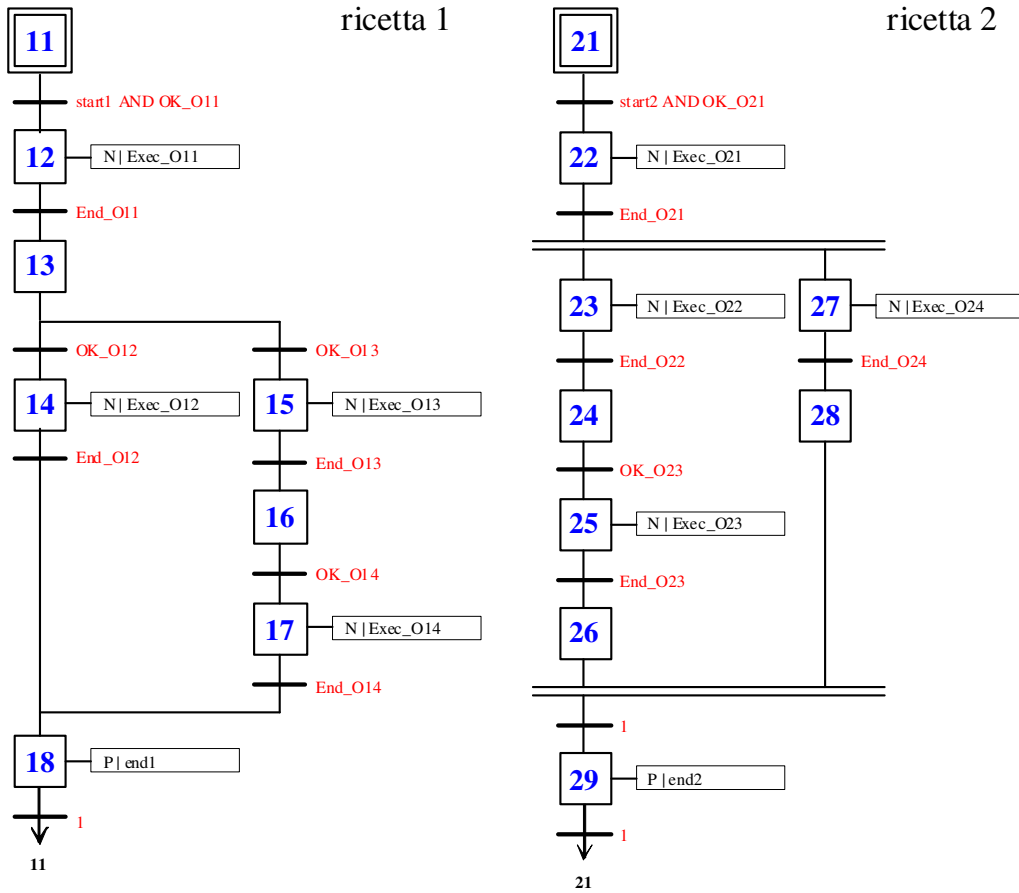 ricetta 1
11
start1 AND OK_O11
12
N | Exec_O11
End_O11
13
OK_O12
OK_O13
14
N | Exec_O12
15
N | Exec_O13
End_O12
End_O13
16
OK_O14
17
N | Exec_O14
End_O14
18
P | end1
1
11
ricetta 2
21
start2 AND OK_O21
22
N | Exec_O21
End_O21
23
N | Exec_O22
27
N | Exec_O24
End_O22
End_O24
24
28
OK_O23
25
N | Exec_O23
End_O23
26
1
29
P | end2
1
21